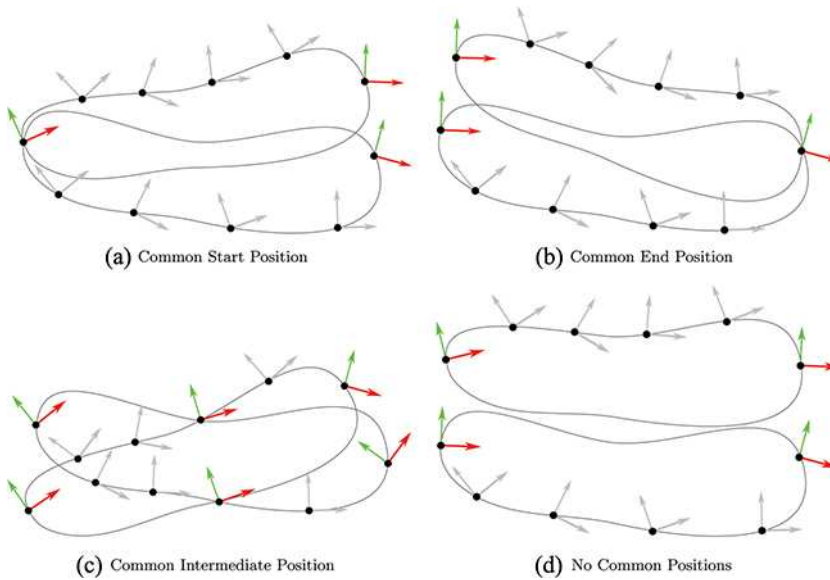 (a) Common Start Position
(b) Common End Position
(c) Common Intermediate Position
(d) No Common Positions